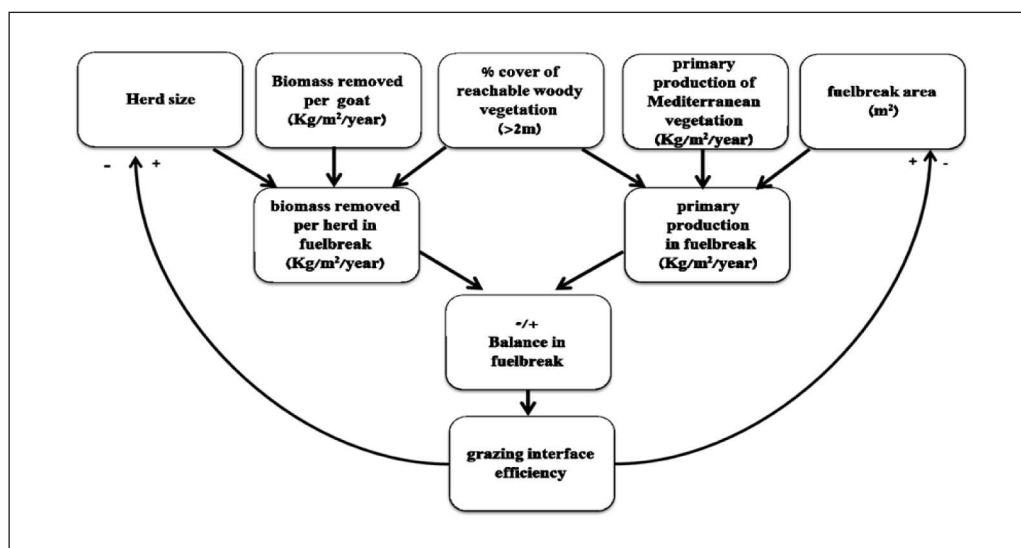 Herd size
Biomass removed
per goat
(Kg/m²/year)
% cover of
reachable woody
vegetation
(>2m)
primary
production of
Mediterranean
vegetation
(Kg/m²/year)
fuelbreak area
(m²)
- +
+ -
biomass removed
per herd in
fuelbreak
(Kg/m²/year)
primary
production
in fuelbreak
(Kg/m²/year)
-/+
Balance in
fuelbreak
grazing interface
efficiency